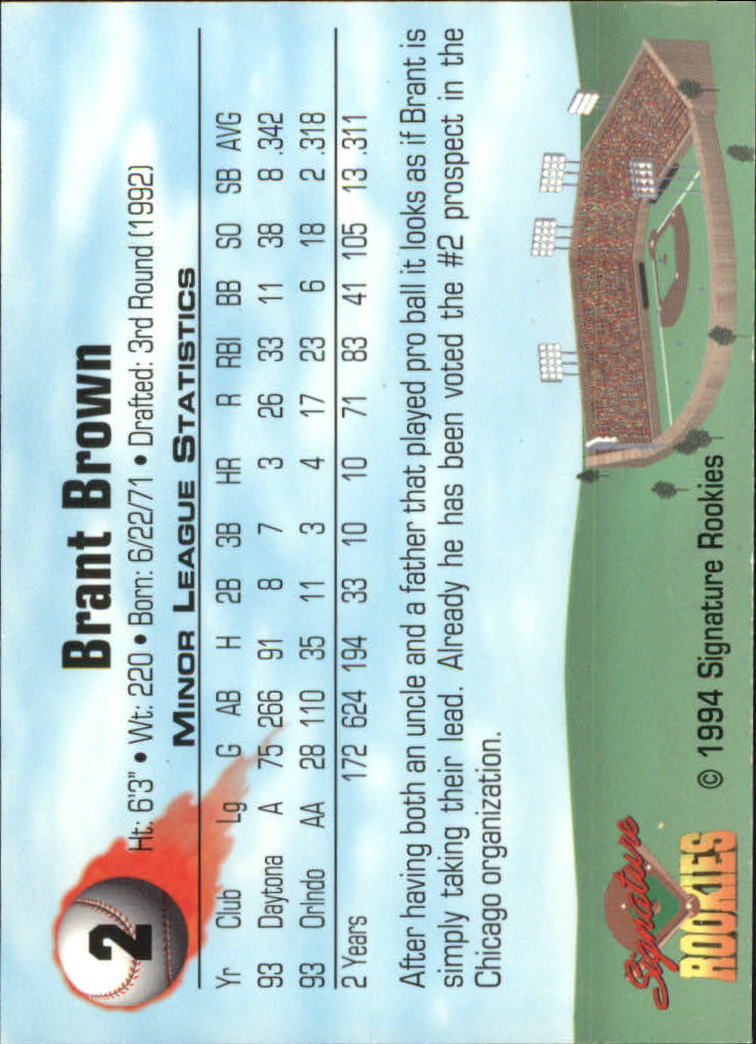 2
Brant Brown
Ht: 6'3" • Wt: 220 • Born: 6/22/71 • Drafted: 3rd Round (1992)
MINOR LEAGUE STATISTICS
Yr Club Lg G AB H 2B 3B HR R RBI BB SO SB AVG
93 Daytona A 75 266 91 8 7 3 26 33 11 38 8 .342
93 Orlndo AA 28 110 35 11 3 4 17 23 6 18 2 .318
2 Years 172 624 194 33 10 10 71 83 41 105 13 .311
After having both an uncle and a father that played pro ball it looks as if Brant is
simply taking their lead. Already he has been voted the #2 prospect in the
Chicago organization.
Signature
ROOKIES
© 1994 Signature Rookies